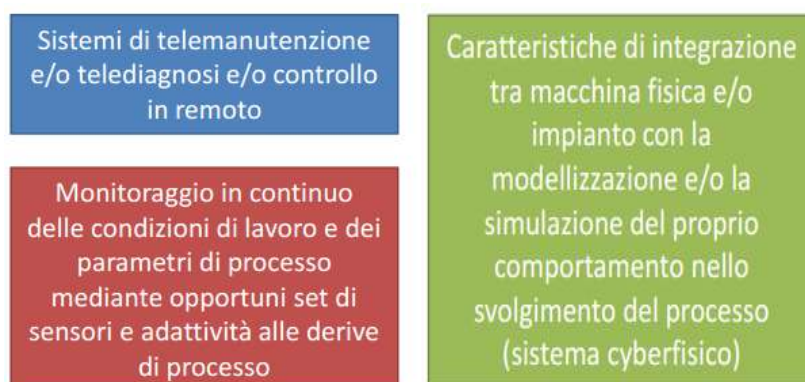 Sistemi di telemanutenzione
e/o telediagnosi e/o controllo
in remoto
Monitoraggio in continuo
delle condizioni di lavoro e dei
parametri di processo
mediante opportuni set di
sensori e adattività alle derive
di processo
Caratteristiche di integrazione
tra macchina fisica e/o
impianto con la
modellizzazione e/o la
simulazione del proprio
comportamento nello
svolgimento del processo
(sistema cyberfisico)